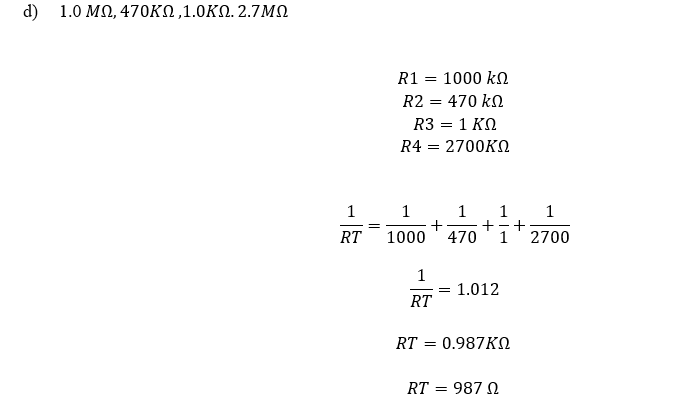 d) 1.0 MΩ, 470KΩ ,1.0KΩ. 2.7MΩ
R1 = 1000 kΩ
R2 = 470 kΩ
R3 = 1 KΩ
R4 = 2700KΩ
1/RT = 1/1000 + 1/470 + 1/1 + 1/2700
1/RT = 1.012
RT = 0.987KΩ
RT = 987 Ω